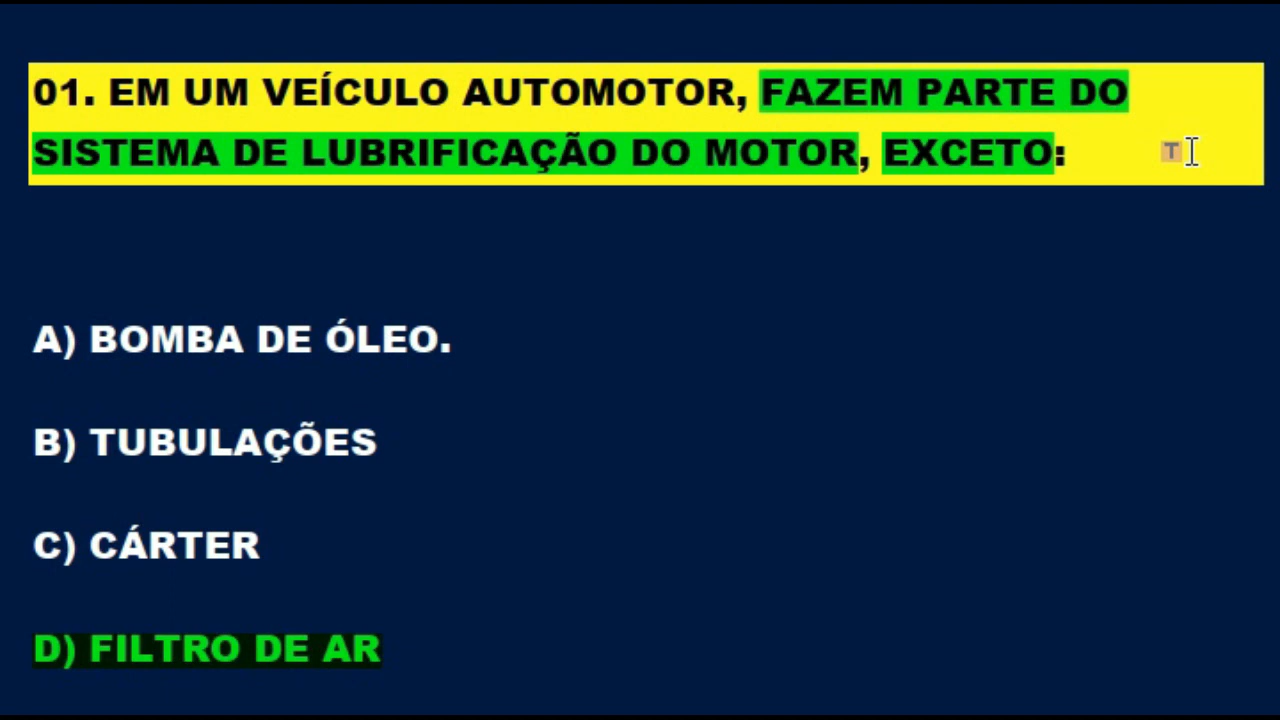 01. EM UM VEÍCULO AUTOMOTOR, FAZEM PARTE DO
SISTEMA DE LUBRIFICAÇÃO DO MOTOR, EXCETO:
T
A) BOMBA DE ÓLEO.
B) TUBULAÇÕES
C) CÁRTER
D) FILTRO DE AR